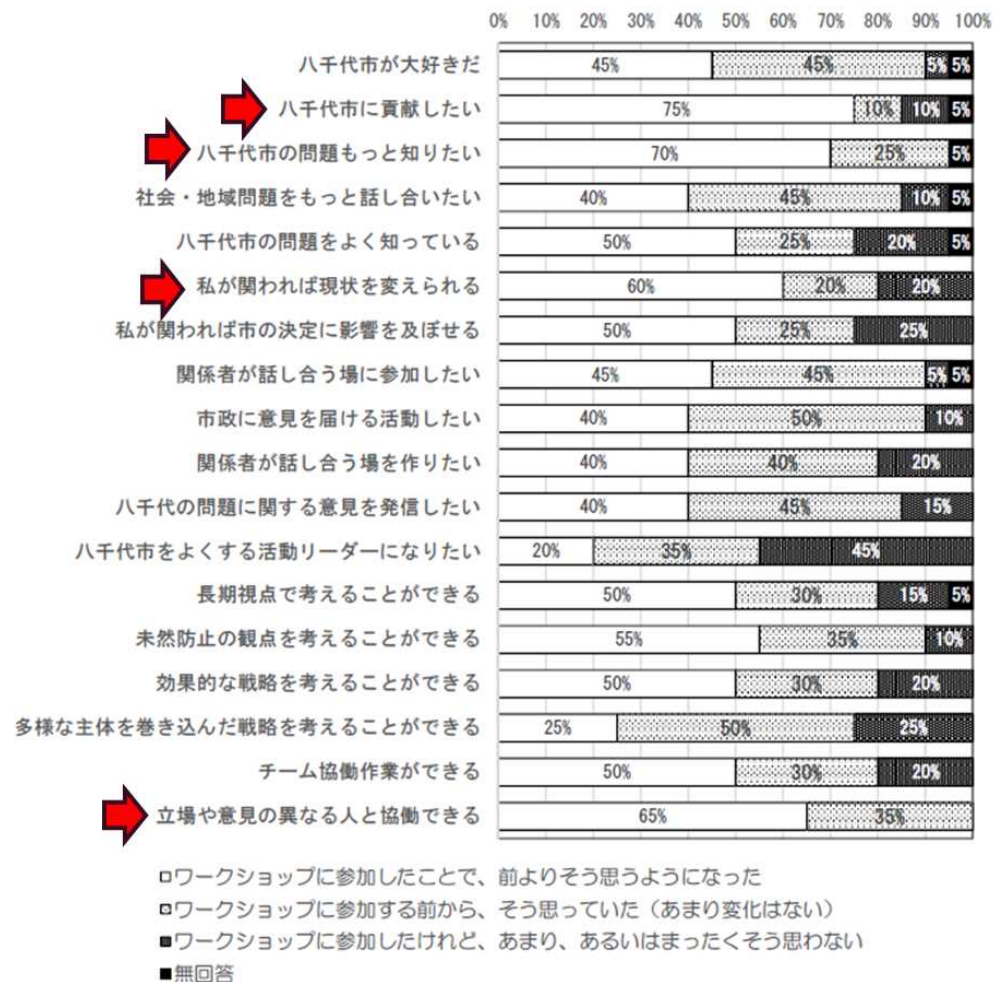 0% 10% 20% 30% 40% 50% 60% 70% 80% 90% 100%
八千代市が大好きだ 45% 45% 5% 5%
八千代市に貢献したい 75% 10% 10% 5%
八千代市の問題もっと知りたい 70% 25% 5%
社会・地域問題をもっと話し合いたい 40% 45% 10% 5%
八千代市の問題をよく知っている 50% 25% 20% 5%
私が関われば現状を変えられる 60% 20% 20%
私が関われば市の決定に影響を及ぼせる 50% 25% 25%
関係者が話し合う場に参加したい 45% 45% 5% 5%
市政に意見を届ける活動したい 40% 50% 10%
関係者が話し合う場を作りたい 40% 40% 20%
八千代の問題に関する意見を発信したい 40% 45% 15%
八千代市をよくする活動リーダーになりたい 20% 35% 45%
長期視点で考えることができる 50% 30% 15% 5%
未然防止の観点を考えることができる 55% 35% 10%
効果的な戦略を考えることができる 50% 30% 20%
多様な主体を巻き込んだ戦略を考えることができる 25% 50% 25%
チーム協働作業ができる 50% 30% 20%
立場や意見の異なる人と協働できる 65% 35%
ワークショップに参加したことで、前よりそう思うようになった
ワークショップに参加する前から、そう思っていた（あまり変化はない）
ワークショップに参加したけれど、あまり、あるいはまったくそう思わない
無回答